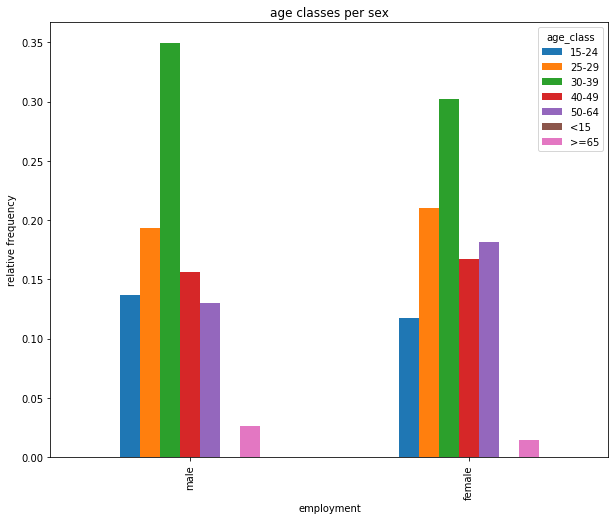 age classes per sex
age_class
15-24
25-29
30-39
40-49
50-64
<15
>=65
0.35
0.30
0.25
0.20
0.15
0.10
0.05
0.00
relative frequency
male
female
employment